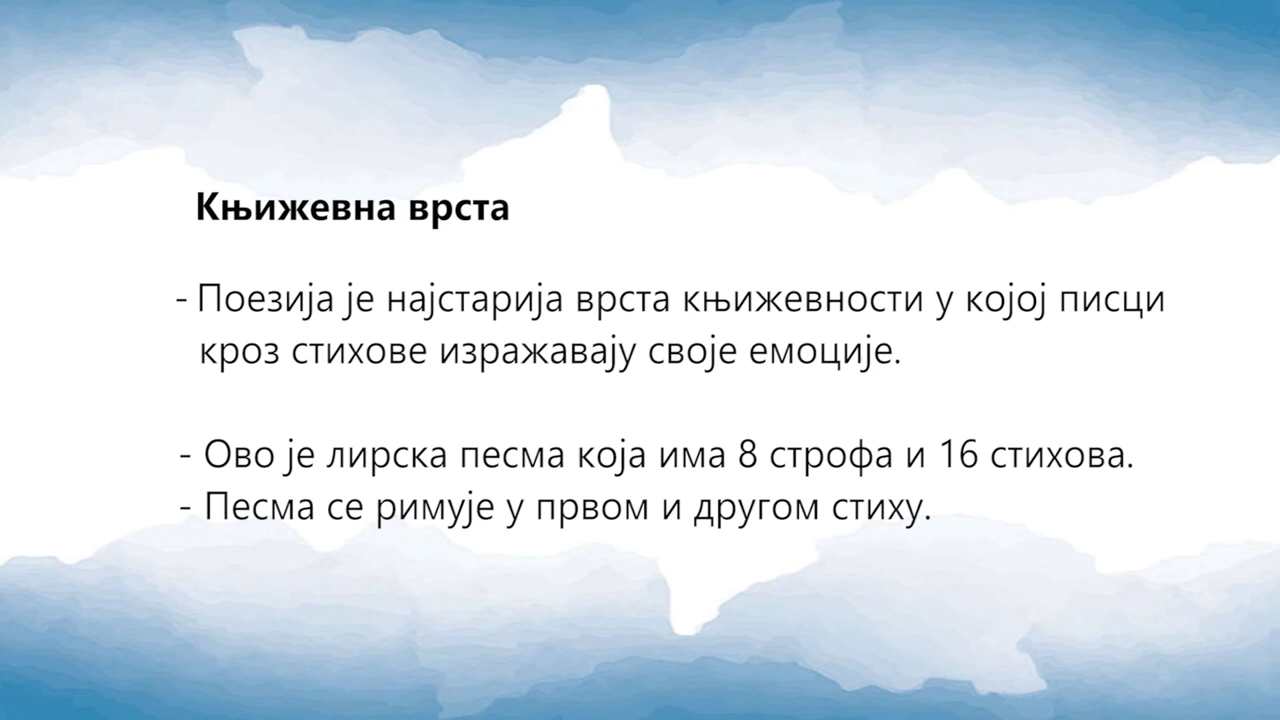 Књижевна врста
- Поезија је најстарија врста књижевности у којој писци
кроз стихове изражавају своје емоције.
- Ово је лирска песма која има 8 строфа и 16 стихова.
- Песма се римује у првом и другом стиху.